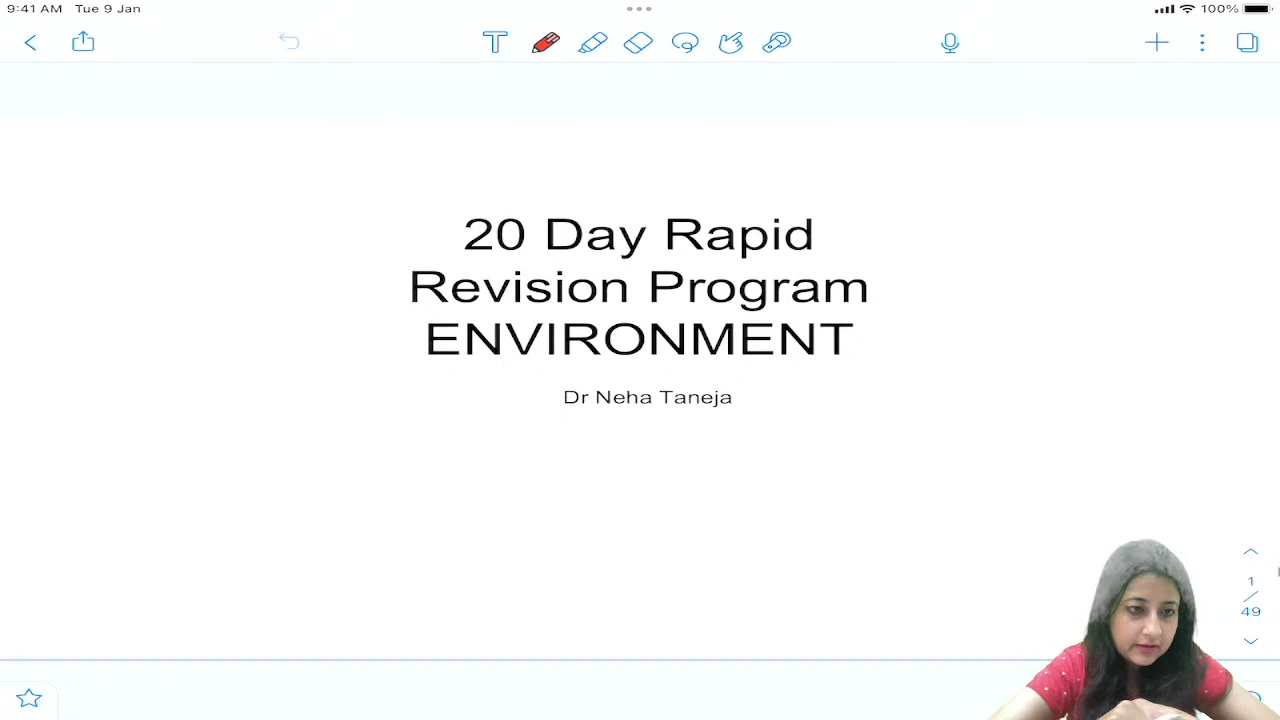 9:41 AM Tue 9 Jan
100%
20 Day Rapid
Revision Program
ENVIRONMENT
Dr Neha Taneja
1
49